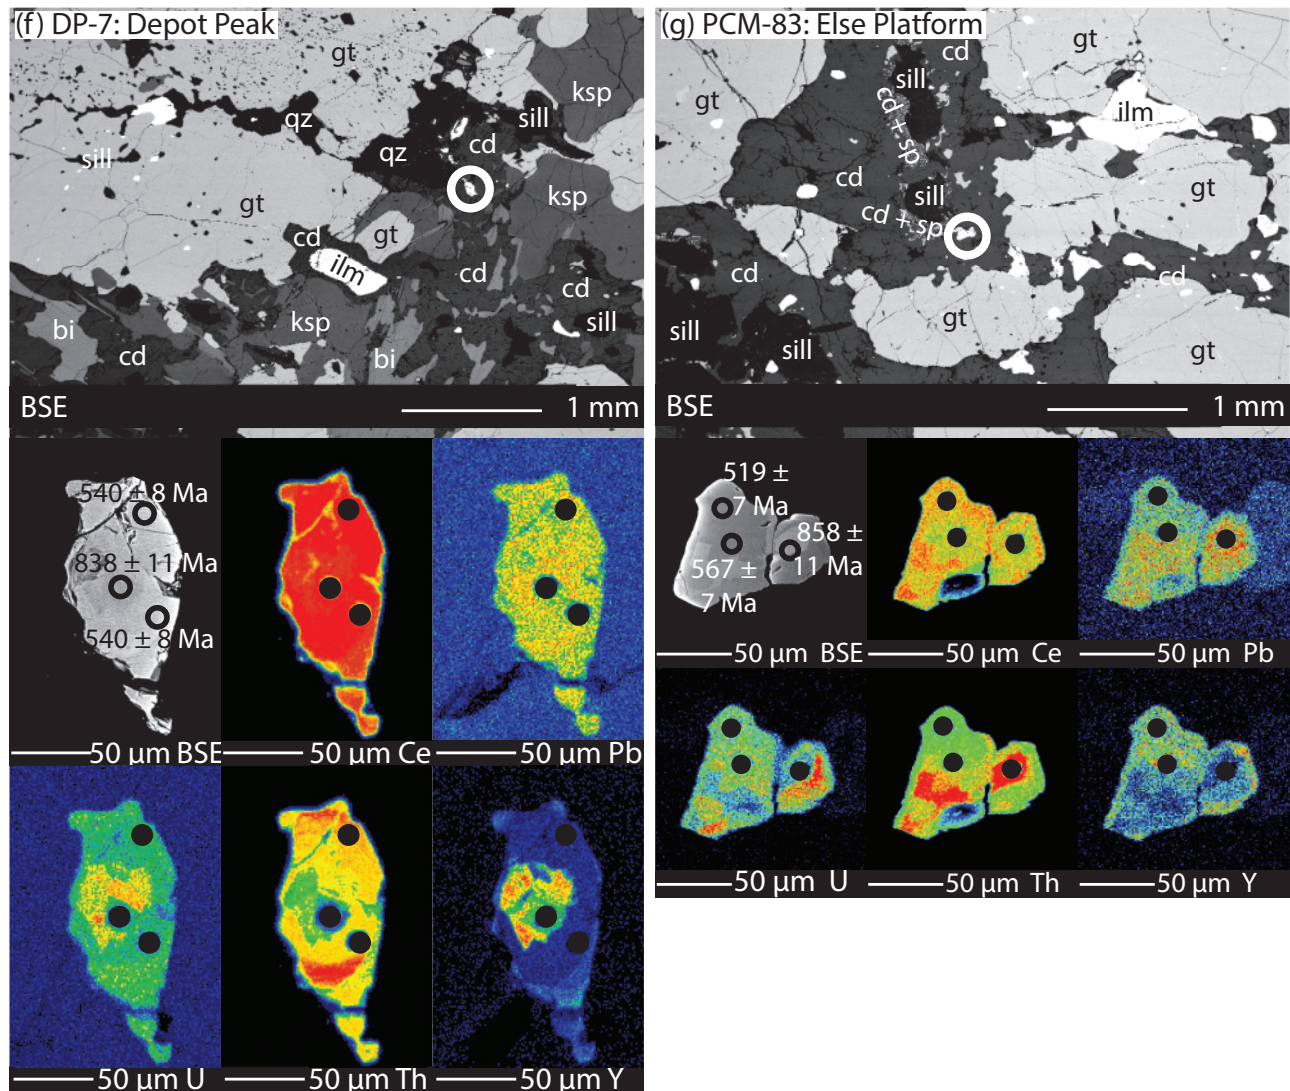 (f) DP-7: Depot Peak
gt
ksp
qz
sill
cd
qz
sill
ksp
gt
cd
gt
ilm
cd
cd
ksp
bi
sill
cd
bi
BSE 1 mm
540 ± 8 Ma
838 ± 11 Ma
540 ± 8 Ma
50 µm BSE
50 µm Ce
50 µm Pb
50 µm U
50 µm Th
50 µm Y
(g) PCM-83: Else Platform
cd
gt
sill
gt
cd + sp
ilm
cd
sill
gt
cd + sp
cd
cd
gt
sill
sill
gt
BSE 1 mm
519 ±
7 Ma
858 ±
11 Ma
567 ±
7 Ma
50 µm BSE
50 µm Ce
50 µm Pb
50 µm U
50 µm Th
50 µm Y